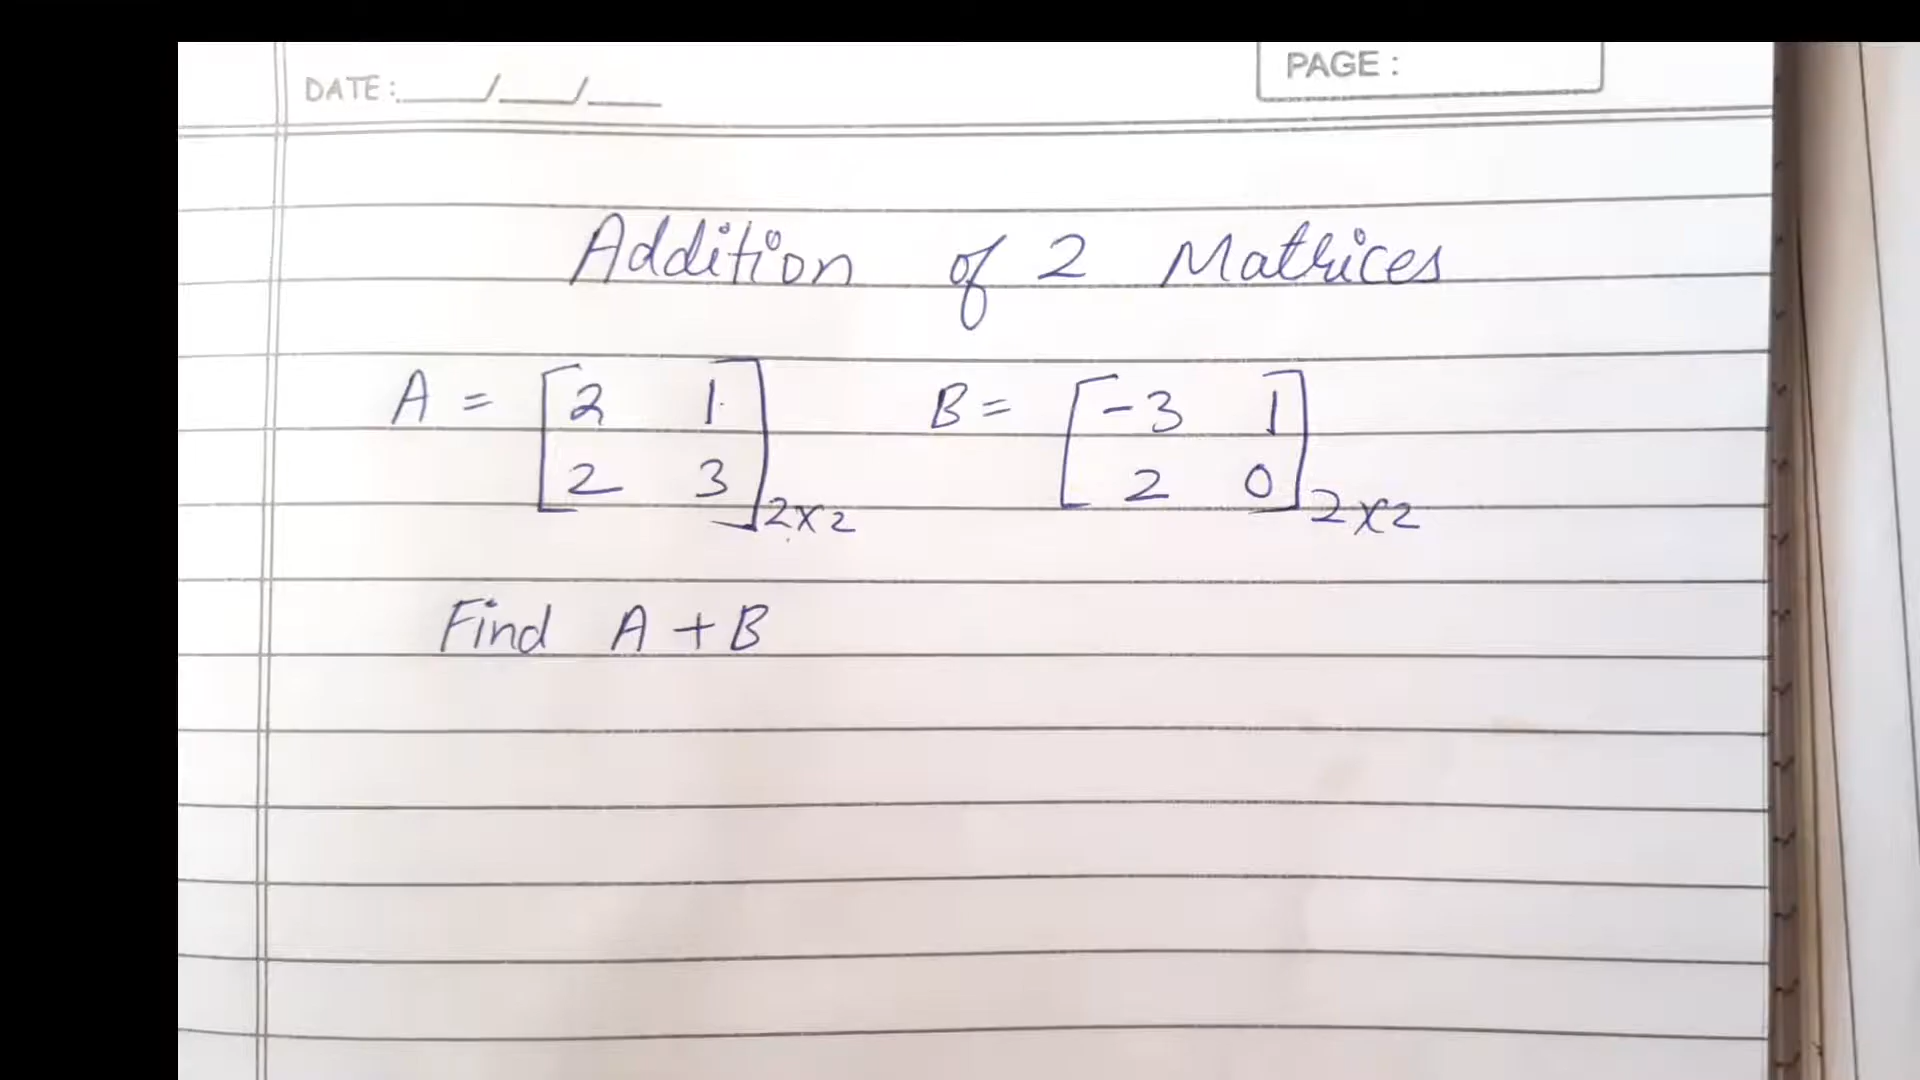 DATE:____/___/___ PAGE :
Addition of 2 Matrices
A = [2 1 B = [-3 1
2 3]2x2 2 0]2x2
Find A + B